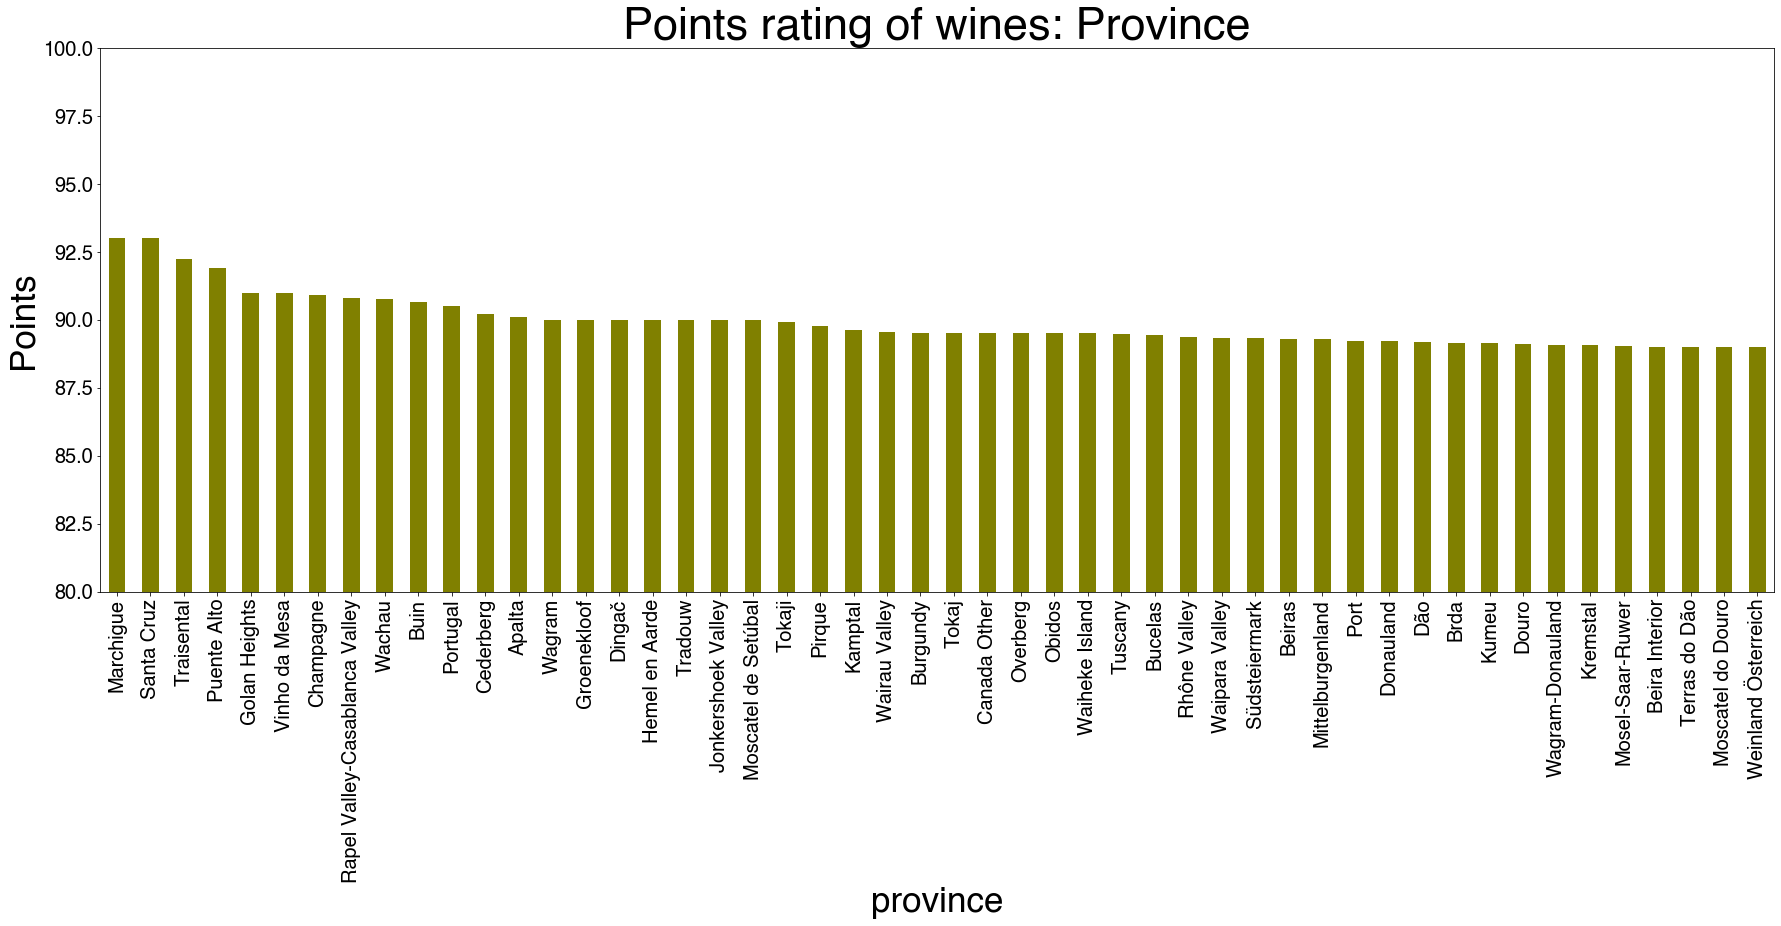 Points rating of wines: Province
100.0
97.5
95.0
92.5
90.0
87.5
85.0
82.5
80.0
Points
Marchigue
Santa Cruz
Traisental
Puente Alto
Golan Heights
Vinho da Mesa
Champagne
Rapel Valley-Casablanca Valley
Wachau
Buin
Portugal
Cederberg
Apalta
Wagram
Groenekloof
Dingač
Hemel en Aarde
Tradouw
Jonkershoek Valley
Moscatel de Setúbal
Tokaji
Pirque
Kamptal
Wairau Valley
Burgundy
Tokaj
Canada Other
Overberg
Obidos
Waiheke Island
Tuscany
Bucelas
Rhône Valley
Waipara Valley
Südsteiermark
Beiras
Mittelburgenland
Port
Donauland
Dão
Brda
Kumeu
Douro
Wagram-Donauland
Kremstal
Mosel-Saar-Ruwer
Beira Interior
Terras do Dão
Moscatel do Douro
Weinland Österreich
province